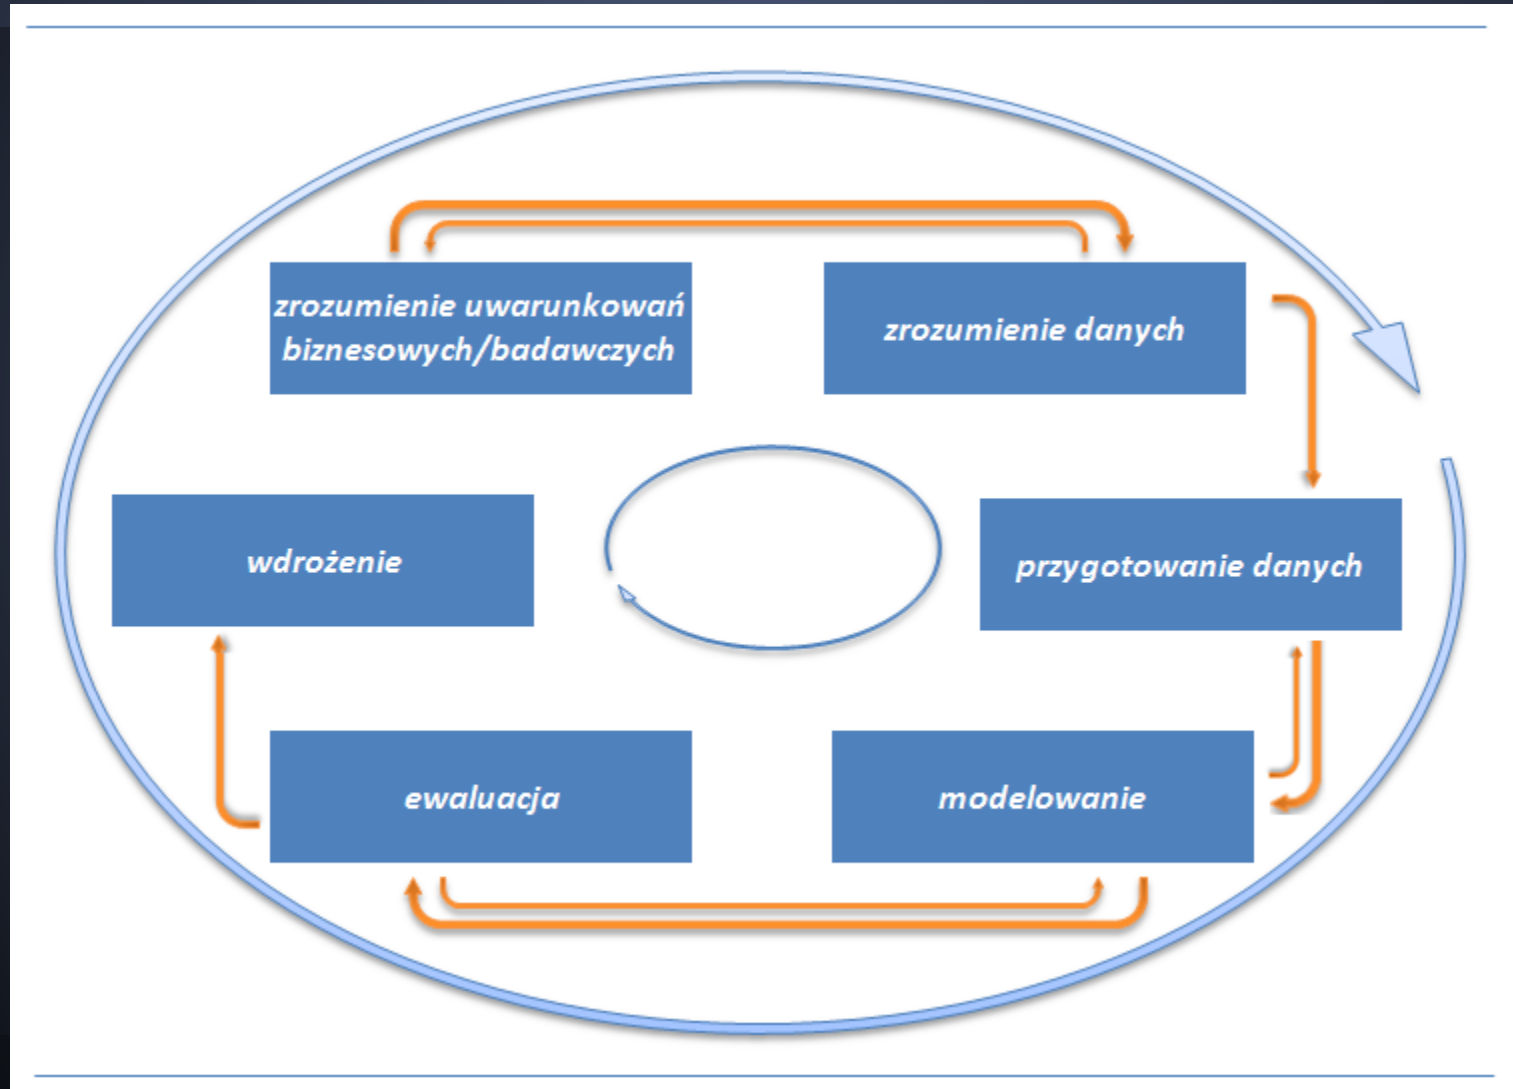 zrozumienie uwarunkowań
biznesowych/badawczych
zrozumienie danych
wdrożenie
przygotowanie danych
ewaluacja
modelowanie